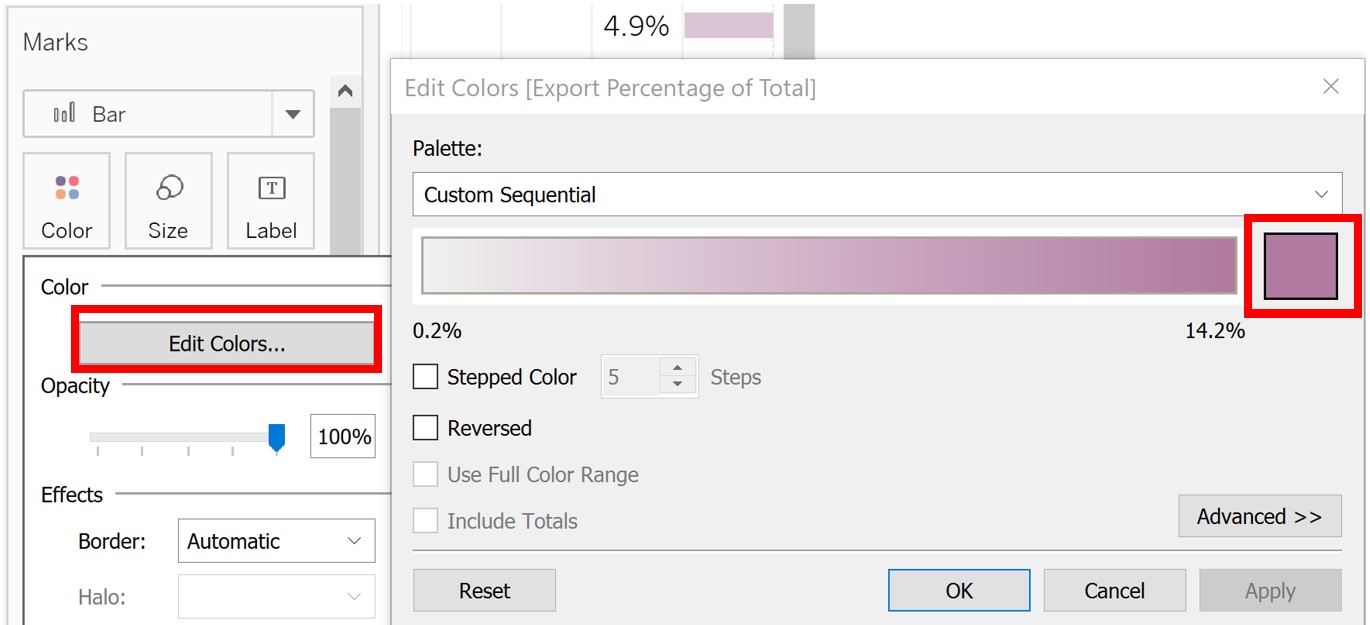 Marks
Bar
Color
Size
T
Label
Color
Edit Colors...
Opacity
100%
Effects
Border:
Automatic
Halo:
4.9%
Edit Colors [Export Percentage of Total]
Palette:
Custom Sequential
0.2%
14.2%
Stepped Color
5
Steps
Reversed
Use Full Color Range
Include Totals
Advanced >>
Reset
OK
Cancel
Apply